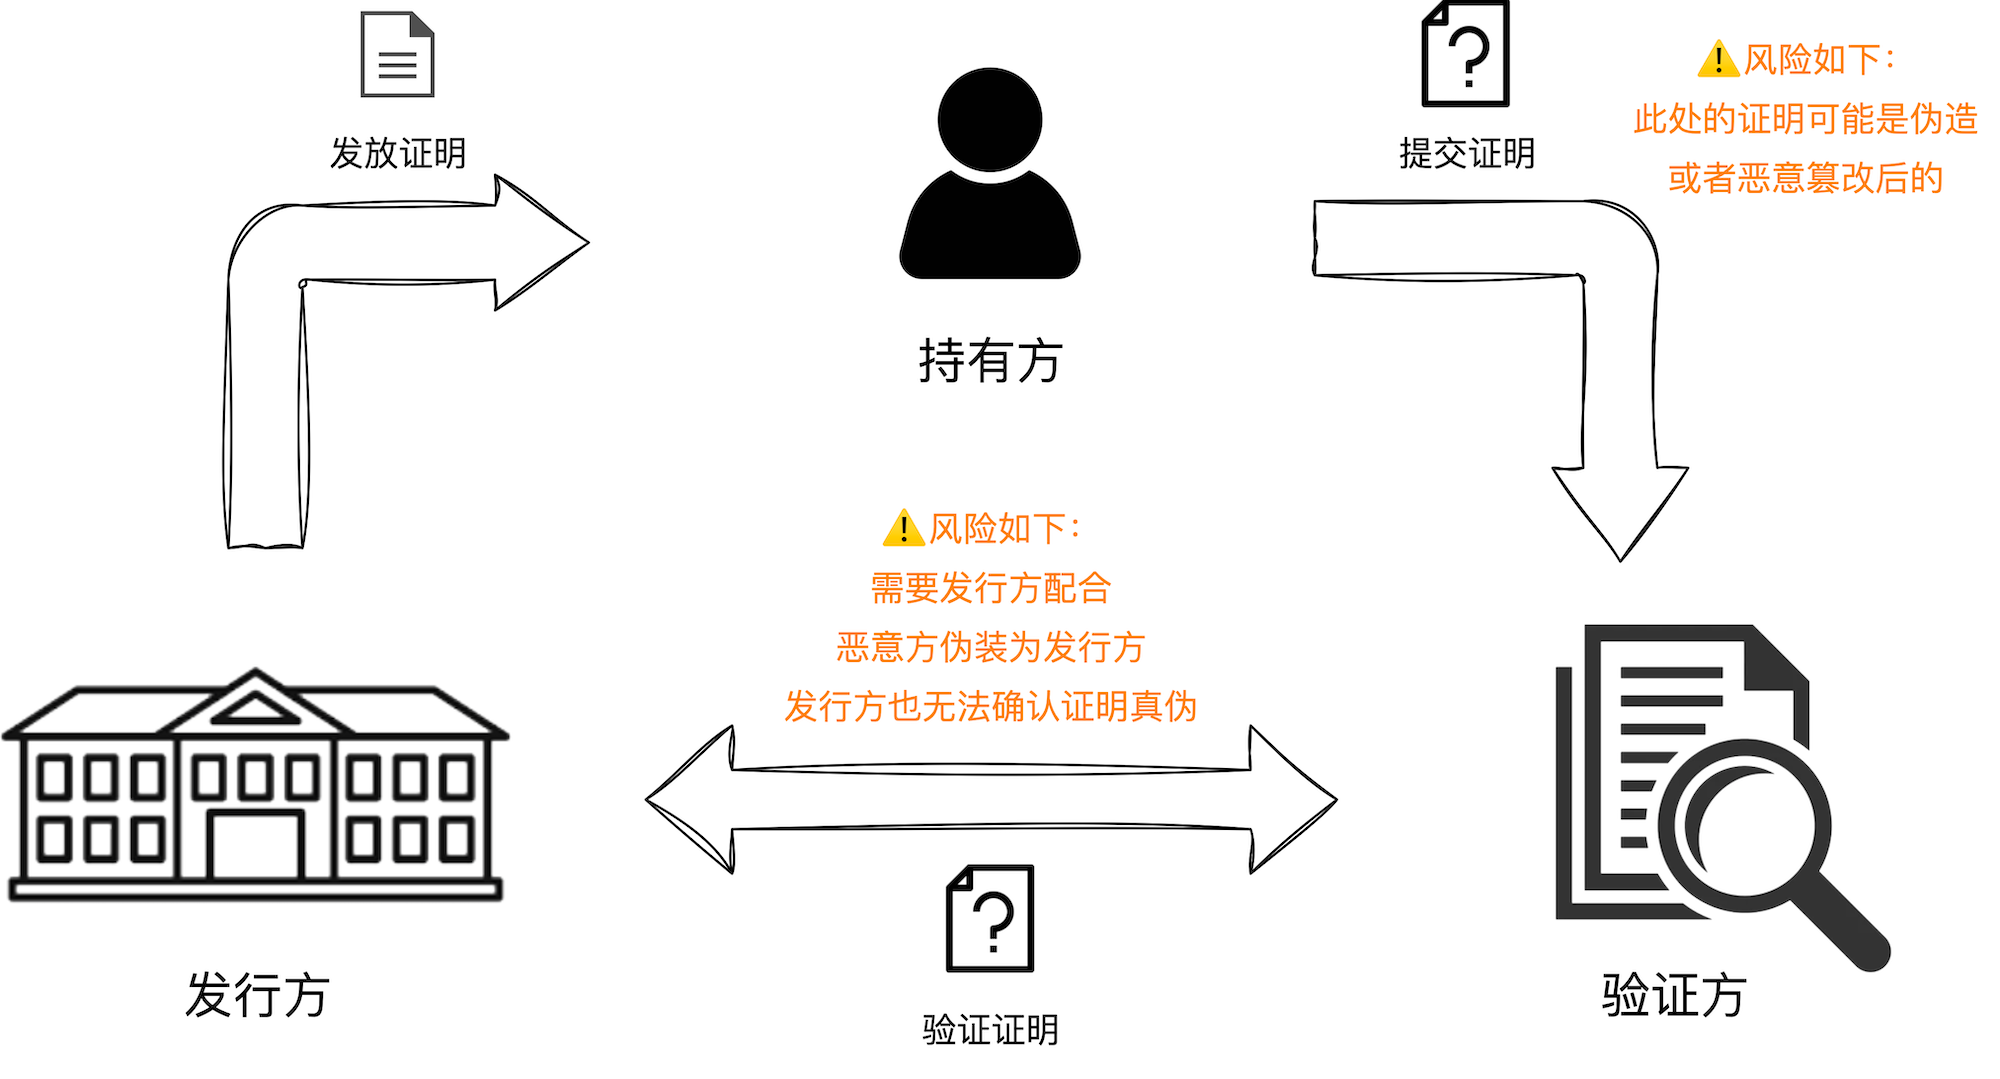 发放证明
提交证明
⚠️风险如下：
此处的证明可能是伪造
或者恶意篡改后的
持有方
⚠️风险如下：
需要发行方配合
恶意方伪装为发行方
发行方也无法确认证明真伪
验证证明
发行方
验证方